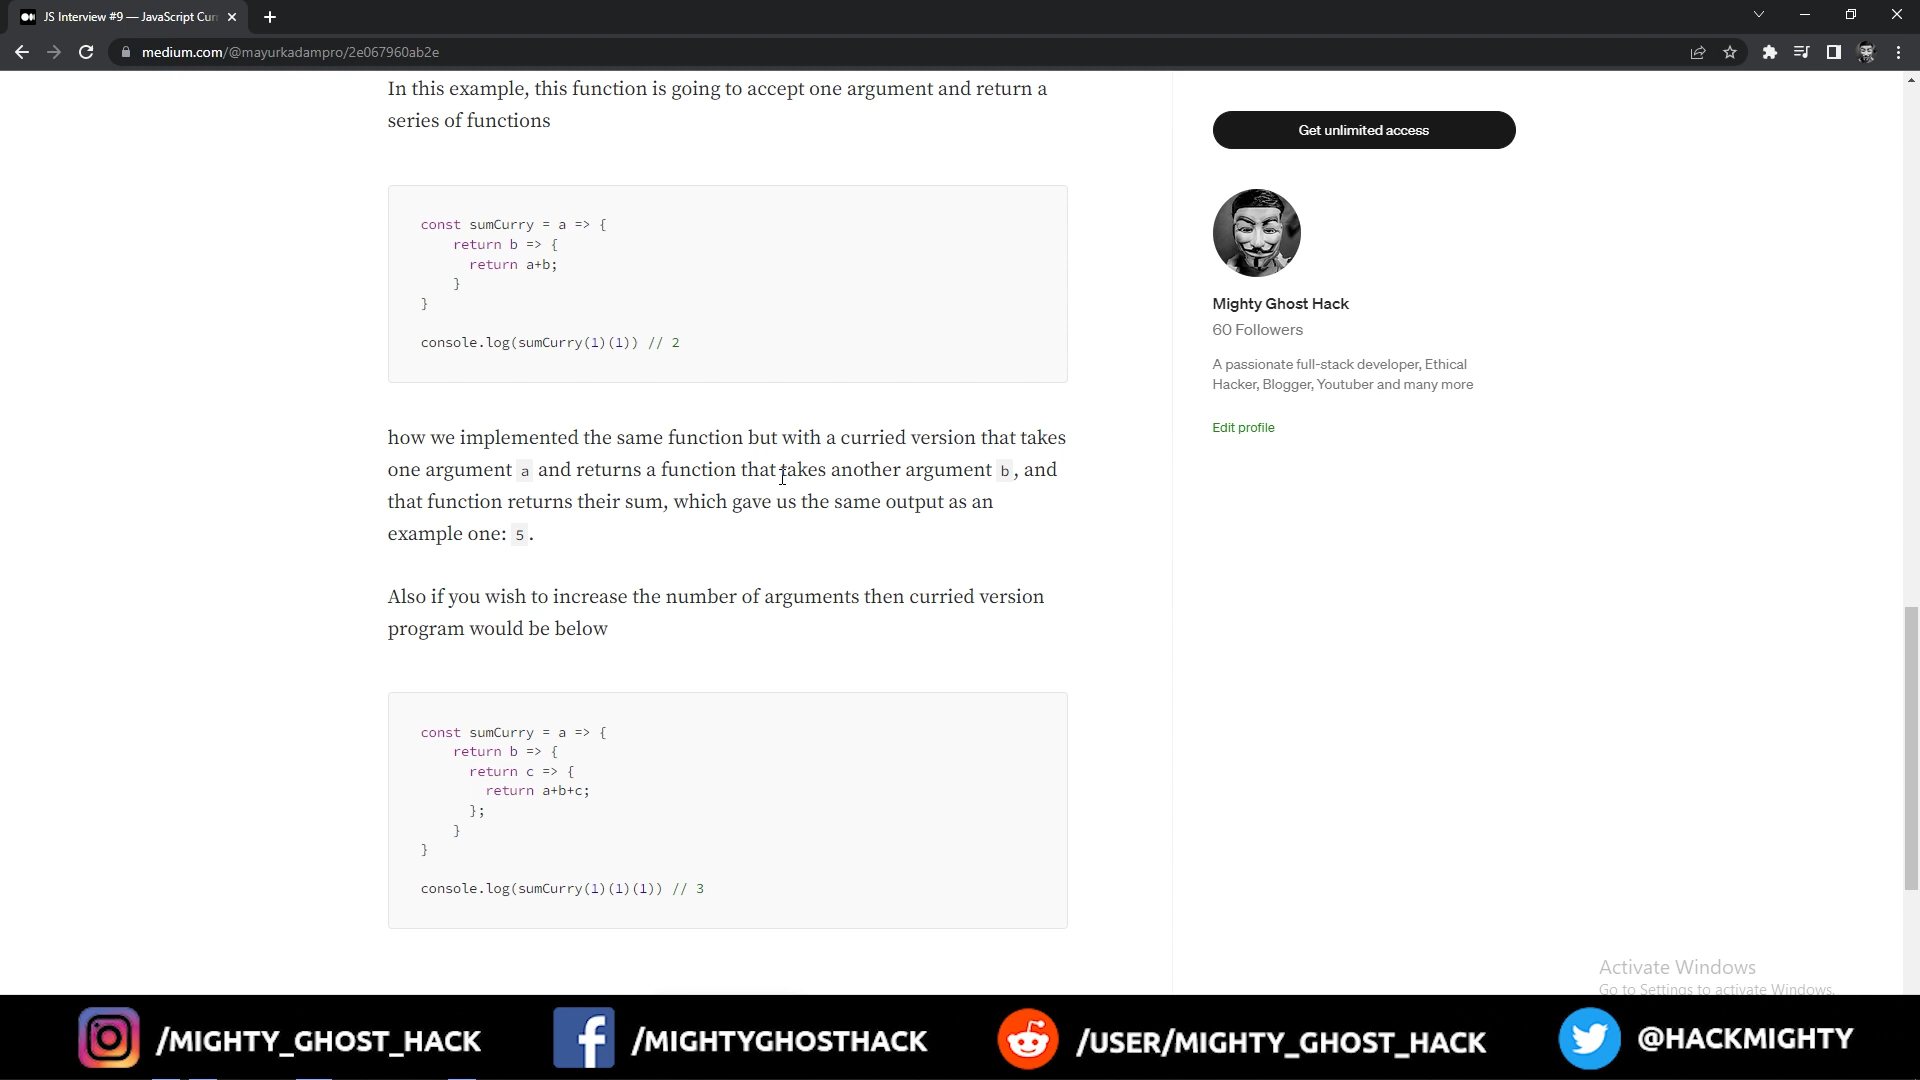 JS Interview #9 — JavaScript Curr
medium.com/@mayurkadampro/2e067960ab2e
In this example, this function is going to accept one argument and return a
series of functions
const sumCurry = a => {
return b => {
return a+b;
}
}
console.log(sumCurry(1)(1)) // 2
how we implemented the same function but with a curried version that takes
one argument a and returns a function that takes another argument b, and
that function returns their sum, which gave us the same output as an
example one: 5.
Also if you wish to increase the number of arguments then curried version
program would be below
const sumCurry = a => {
return b => {
return c => {
return a+b+c;
};
}
}
console.log(sumCurry(1)(1)(1)) // 3
Get unlimited access
Mighty Ghost Hack
60 Followers
A passionate full-stack developer, Ethical
Hacker, Blogger, Youtuber and many more
Edit profile
Activate Windows
Go to Settings to activate Windows.
/MIGHTY_GHOST_HACK
/MIGHTYGHOSTHACK
/USER/MIGHTY_GHOST_HACK
@HACKMIGHTY